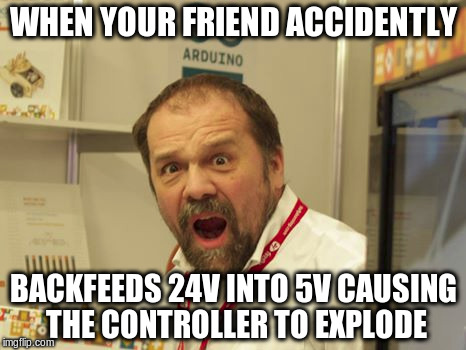 WHEN YOUR FRIEND ACCIDENTLY
ARDUINO
BACKFEEDS 24V INTO 5V CAUSING
THE CONTROLLER TO EXPLODE
imgflip.com